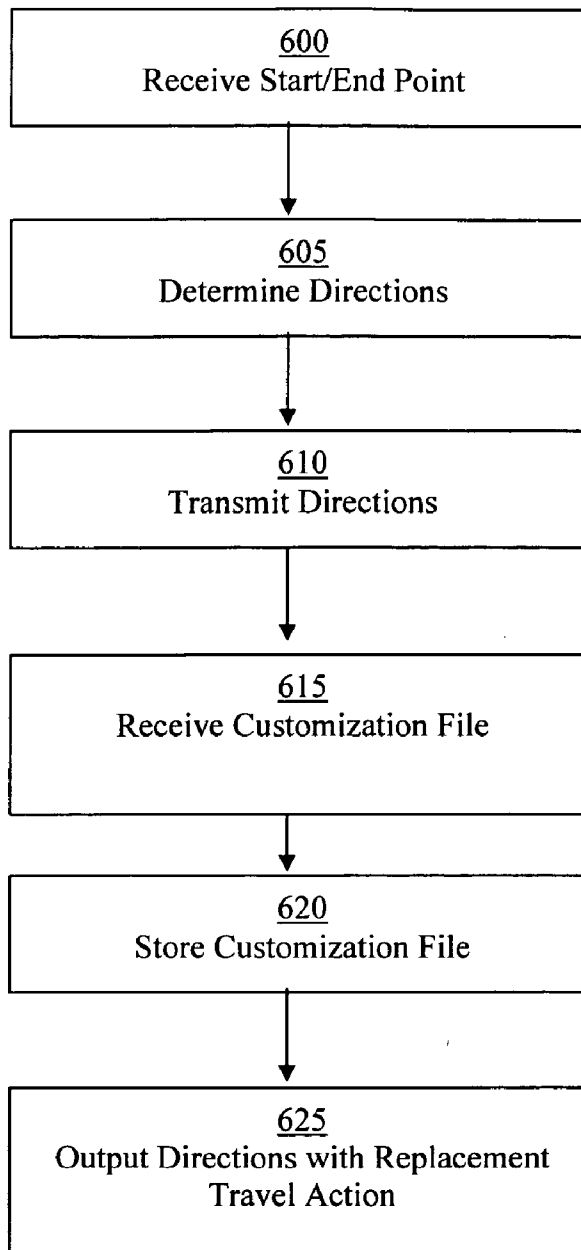 600
Receive Start/End Point
605
Determine Directions
610
Transmit Directions
615
Receive Customization File
620
Store Customization File
625
Output Directions with Replacement
Travel Action